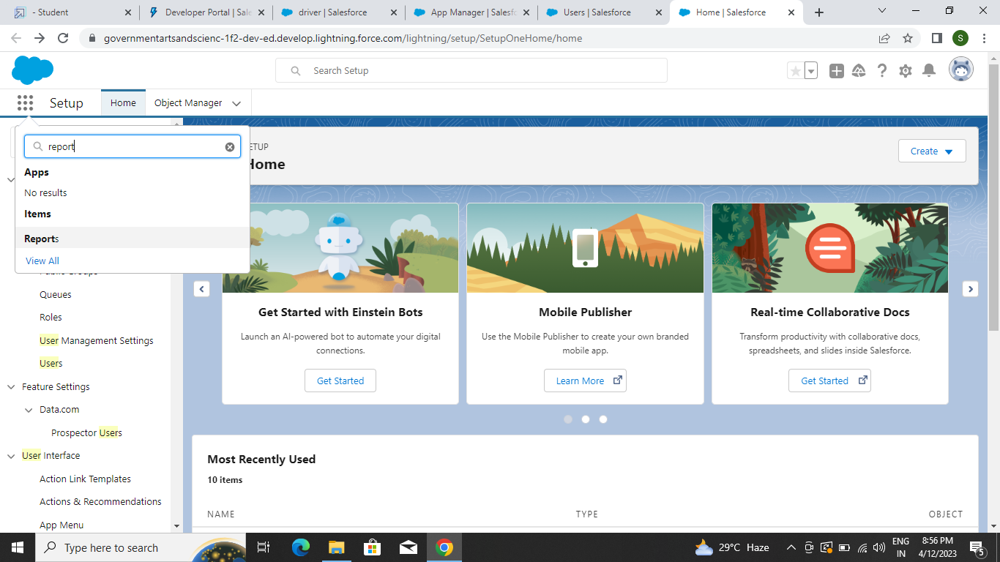 - Student
Developer Portal | Sale
driver | Salesforce
App Manager | Salesf
Users | Salesforce
Home | Salesforce
governmentartsandscienc-1f2-dev-ed.develop.lightning.force.com/lightning/setup/SetupOneHome/home
S
Search Setup
Setup
Home
Object Manager
report
Apps
No results
Items
Reports
View All
ETUP
Home
Create
Queues
Roles
User Management Settings
Users
Feature Settings
Data.com
Prospector Users
User Interface
Action Link Templates
Actions & Recommendations
App Menu
Get Started with Einstein Bots
Launch an AI-powered bot to automate your digital
connections.
Get Started
Mobile Publisher
Use the Mobile Publisher to create your own branded
mobile app.
Learn More
Real-time Collaborative Docs
Transform productivity with collaborative docs,
spreadsheets, and slides inside Salesforce.
Get Started
Most Recently Used
10 items
NAME
TYPE
OBJECT
Type here to search
29°C Haze
ENG
IN
8:56 PM
4/12/2023
5